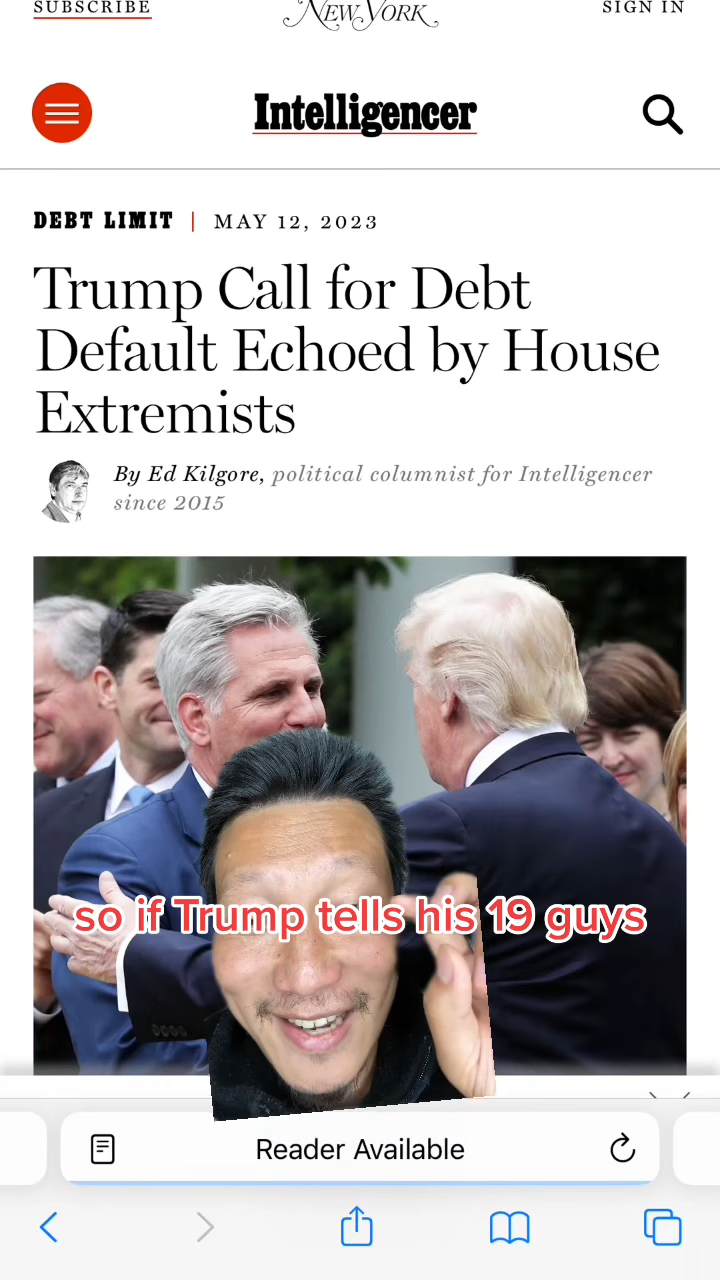 SUBSCRIBE
NEW YORK
SIGN IN
Intelligencer
DEBT LIMIT | MAY 12, 2023
Trump Call for Debt
Default Echoed by House
Extremists
By Ed Kilgore, political columnist for Intelligencer
since 2015
so if Trump tells his 19 guys
Reader Available